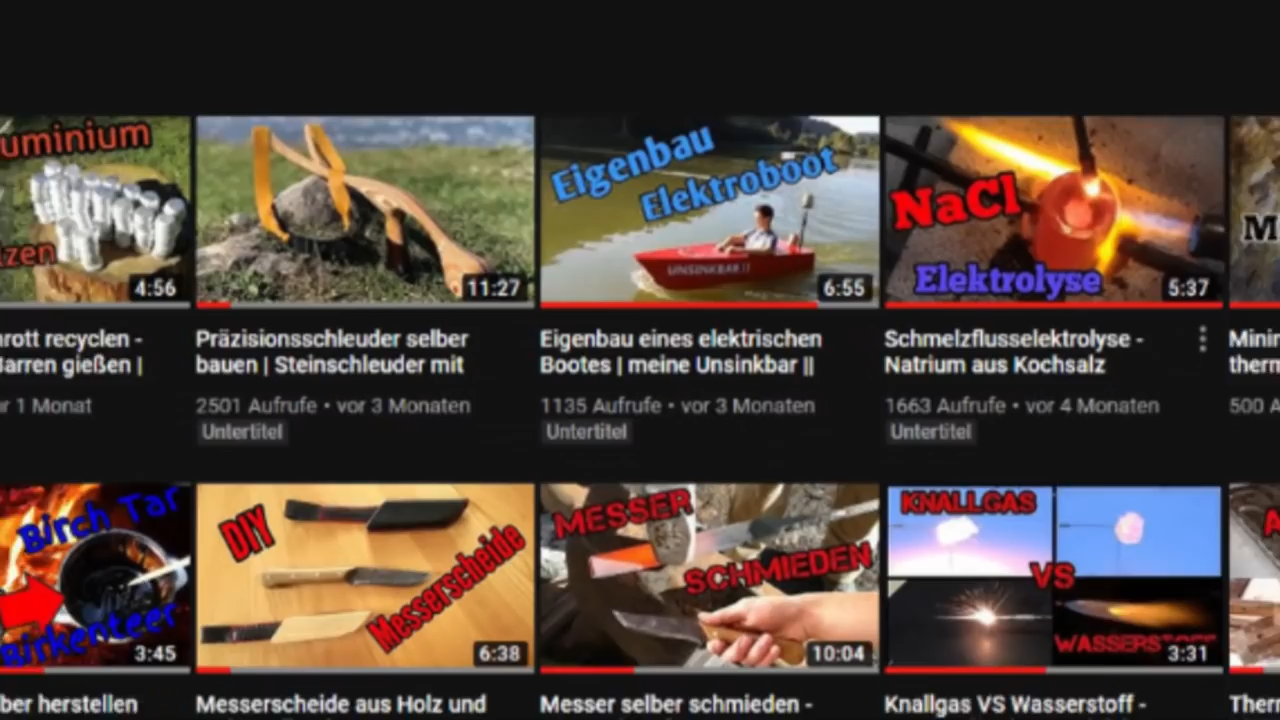 uminium
lzen
4:56
11:27
Eigenbau
Elektroboot
UNSINKBAR II
6:55
NaCl
Elektrolyse
5:37
M
rott recyclen -
Barren gießen |
Präzisionsschleuder selber
bauen | Steinschleuder mit
Eigenbau eines elektrischen
Bootes | meine Unsinkbar ||
Schmelzflusselektrolyse -
Natrium aus Kochsalz
Minin
therm
r 1 Monat
2501 Aufrufe • vor 3 Monaten
1135 Aufrufe • vor 3 Monaten
1663 Aufrufe • vor 4 Monaten
500 A
Untertitel
Untertitel
Untertitel
Birch Tar
Birkenteer
3:45
DIY
Messerscheide
6:38
MESSER
SCHMIEDEN
10:04
KNALLGAS
VS
WASSERSTOFF
3:31
A
ber herstellen
Messerscheide aus Holz und
Messer selber schmieden -
Knallgas VS Wasserstoff -
Therm